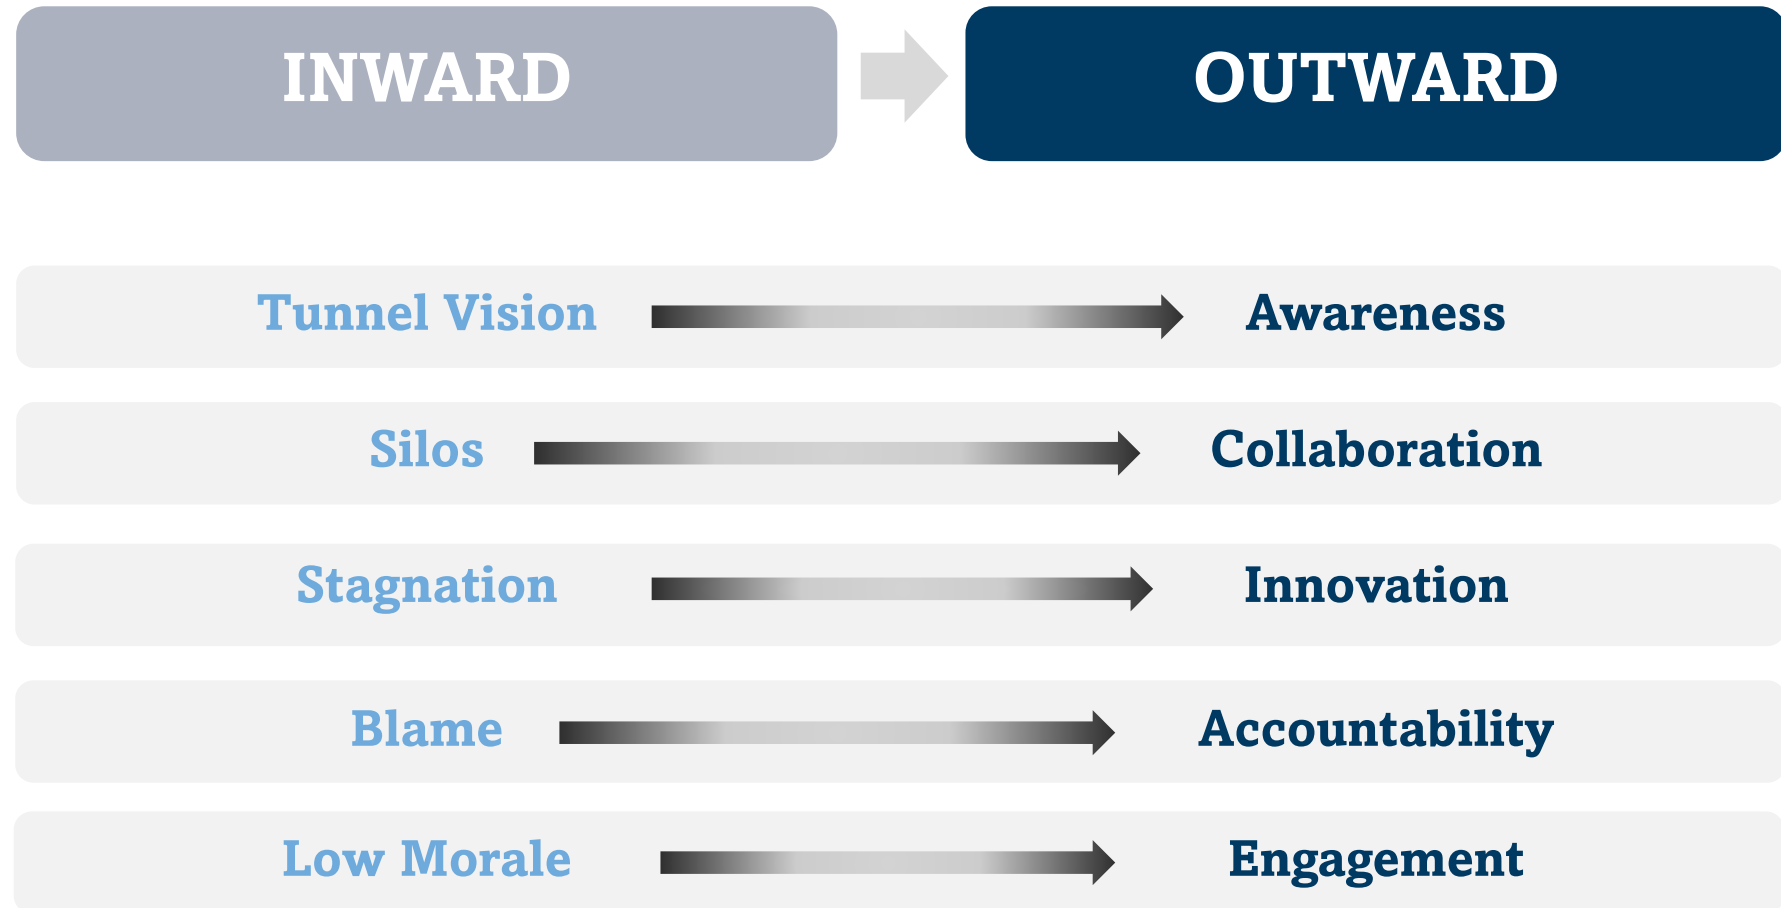 INWARD OUTWARD
Tunnel Vision Awareness
Silos Collaboration
Stagnation Innovation
Blame Accountability
Low Morale Engagement